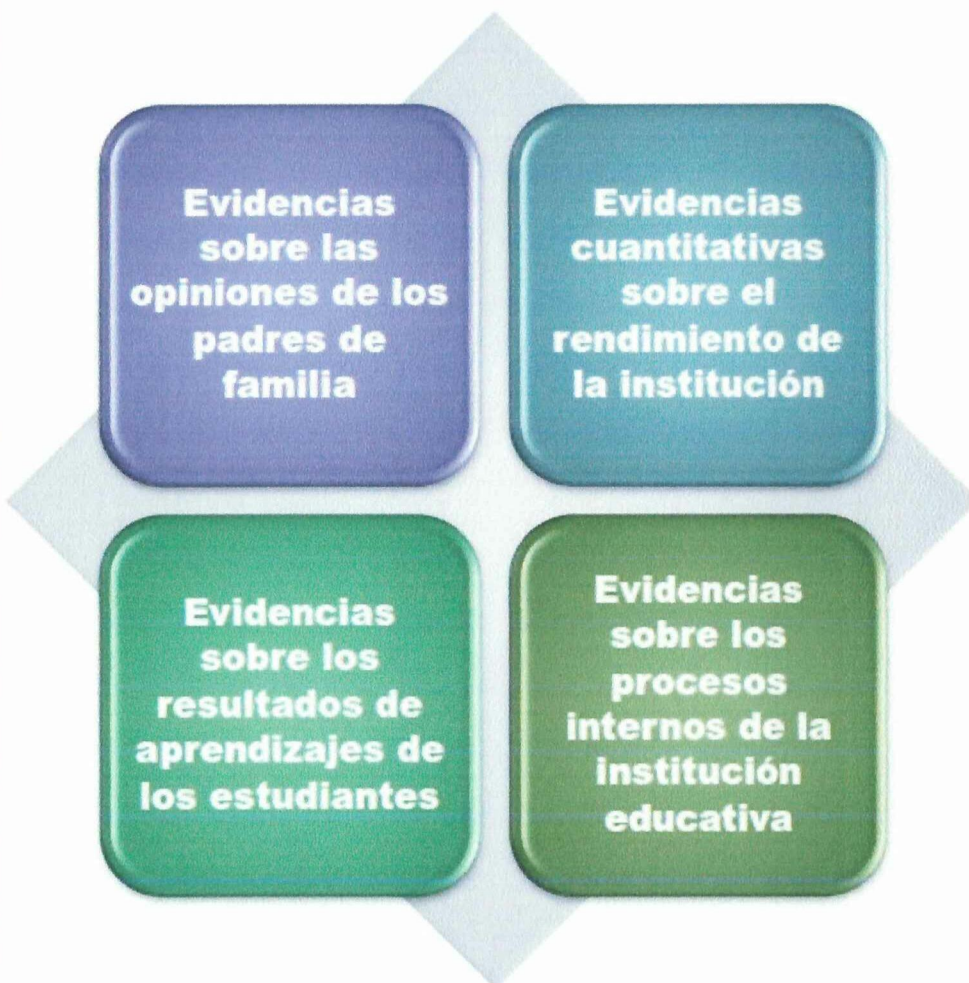 Evidencias
sobre las
opiniones de los
padres de
familia
Evidencias
cuantitativas
sobre el
rendimiento de
la institución
Evidencias
sobre los
resultados de
aprendizajes de
los estudiantes
Evidencias
sobre los
procesos
internos de la
institución
educativa